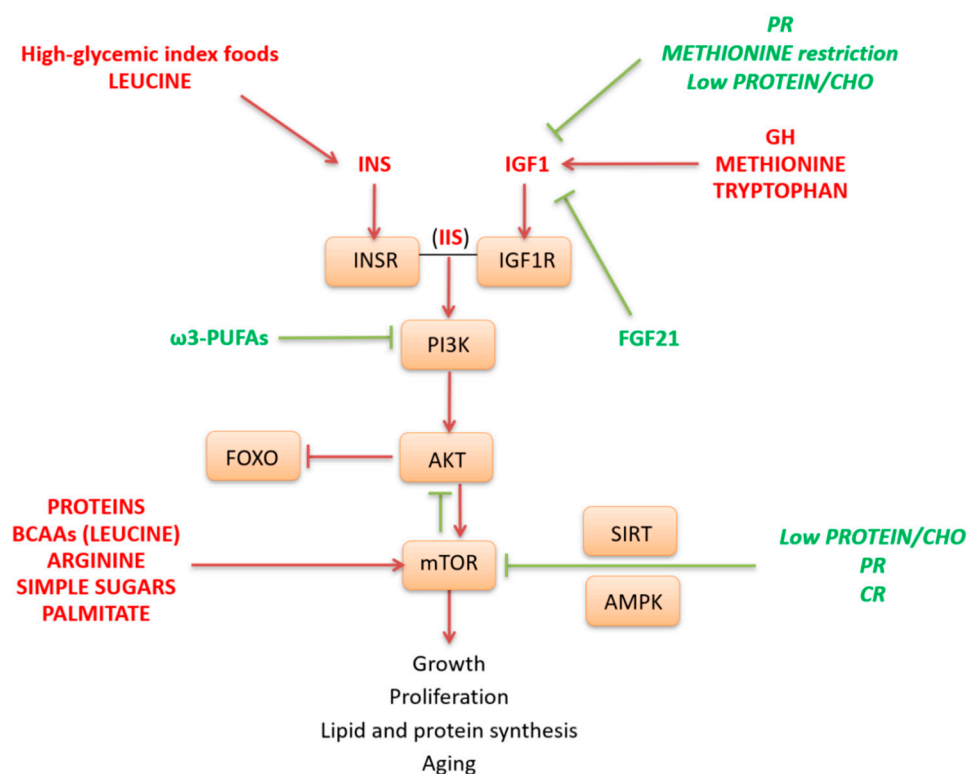 High-glycemic index foods
LEUCINE
PR
METHIONINE restriction
Low PROTEIN/CHO
INS
IGF1
GH
METHIONINE
TRYPTOPHAN
INSR
(IIS)
IGF1R
ω3-PUFAs
PI3K
FGF21
FOXO
AKT
PROTEINS
BCAAs (LEUCINE)
ARGININE
SIMPLE SUGARS
PALMITATE
mTOR
SIRT
AMPK
Low PROTEIN/CHO
PR
CR
Growth
Proliferation
Lipid and protein synthesis
Aging